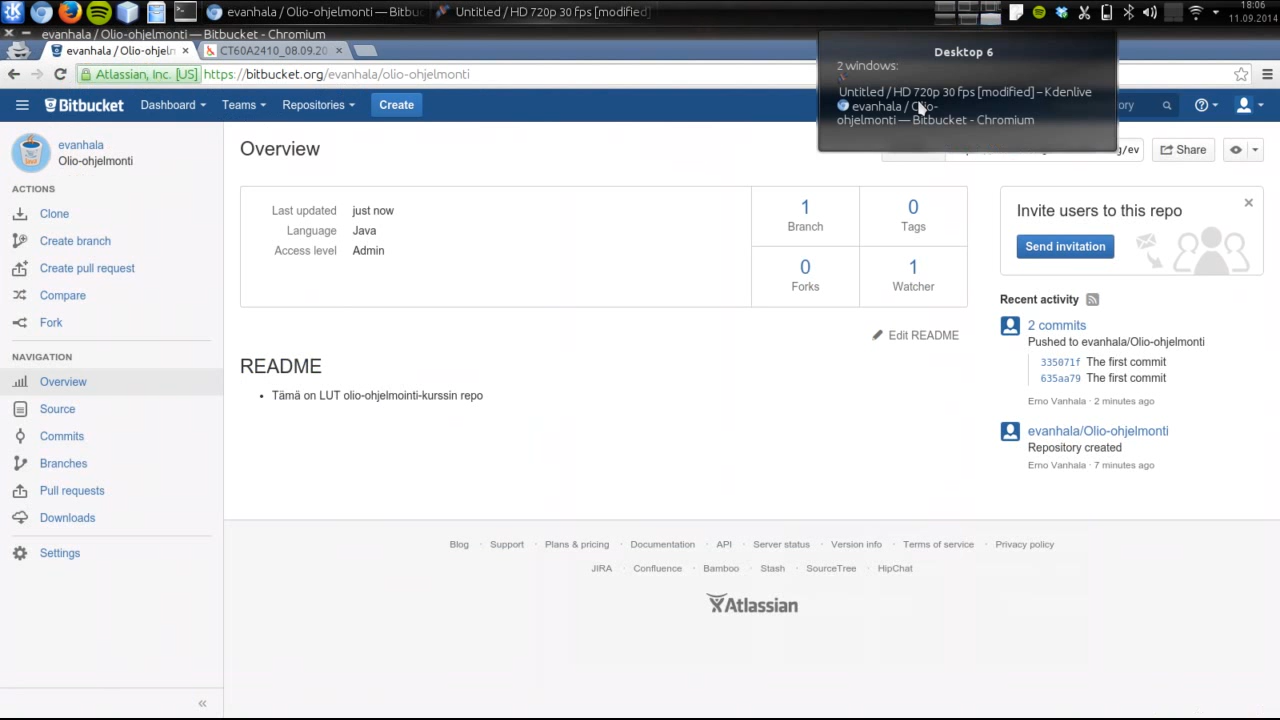 evanhala / Olio-ohjelmonti — Bitbuc
Untitled / HD 720p 30 fps [modified]
18:06
11.09.2014
evanhala / Olio-ohjelmonti — Bitbucket - Chromium
evanhala / Olio-ohjeln
CT60A2410_08.09.20
Atlassian, Inc. [US]
https://bitbucket.org/evanhala/olio-ohjelmonti
Desktop 6
2 windows:
Untitled / HD 720p 30 fps [modified] – Kdenlive
evanhala / Olio-
ohjelmonti — Bitbucket - Chromium
Bitbucket
Dashboard
Teams
Repositories
Create
ory
evanhala
Olio-ohjelmonti
Overview
g/ev
Share
ACTIONS
Clone
Create branch
Create pull request
Compare
Fork
NAVIGATION
Overview
Source
Commits
Branches
Pull requests
Downloads
Settings
Last updated just now
Language Java
Access level Admin
1
Branch
0
Tags
0
Forks
1
Watcher
Edit README
README
• Tämä on LUT olio-ohjelmointi-kurssin repo
Invite users to this repo
Send invitation
Recent activity
2 commits
Pushed to evanhala/Olio-ohjelmonti
335071f The first commit
635aa79 The first commit
Erno Vanhala · 2 minutes ago
evanhala/Olio-ohjelmonti
Repository created
Erno Vanhala · 7 minutes ago
Blog · Support · Plans & pricing · Documentation · API · Server status · Version info · Terms of service · Privacy policy
JIRA · Confluence · Bamboo · Stash · SourceTree · HipChat
Atlassian